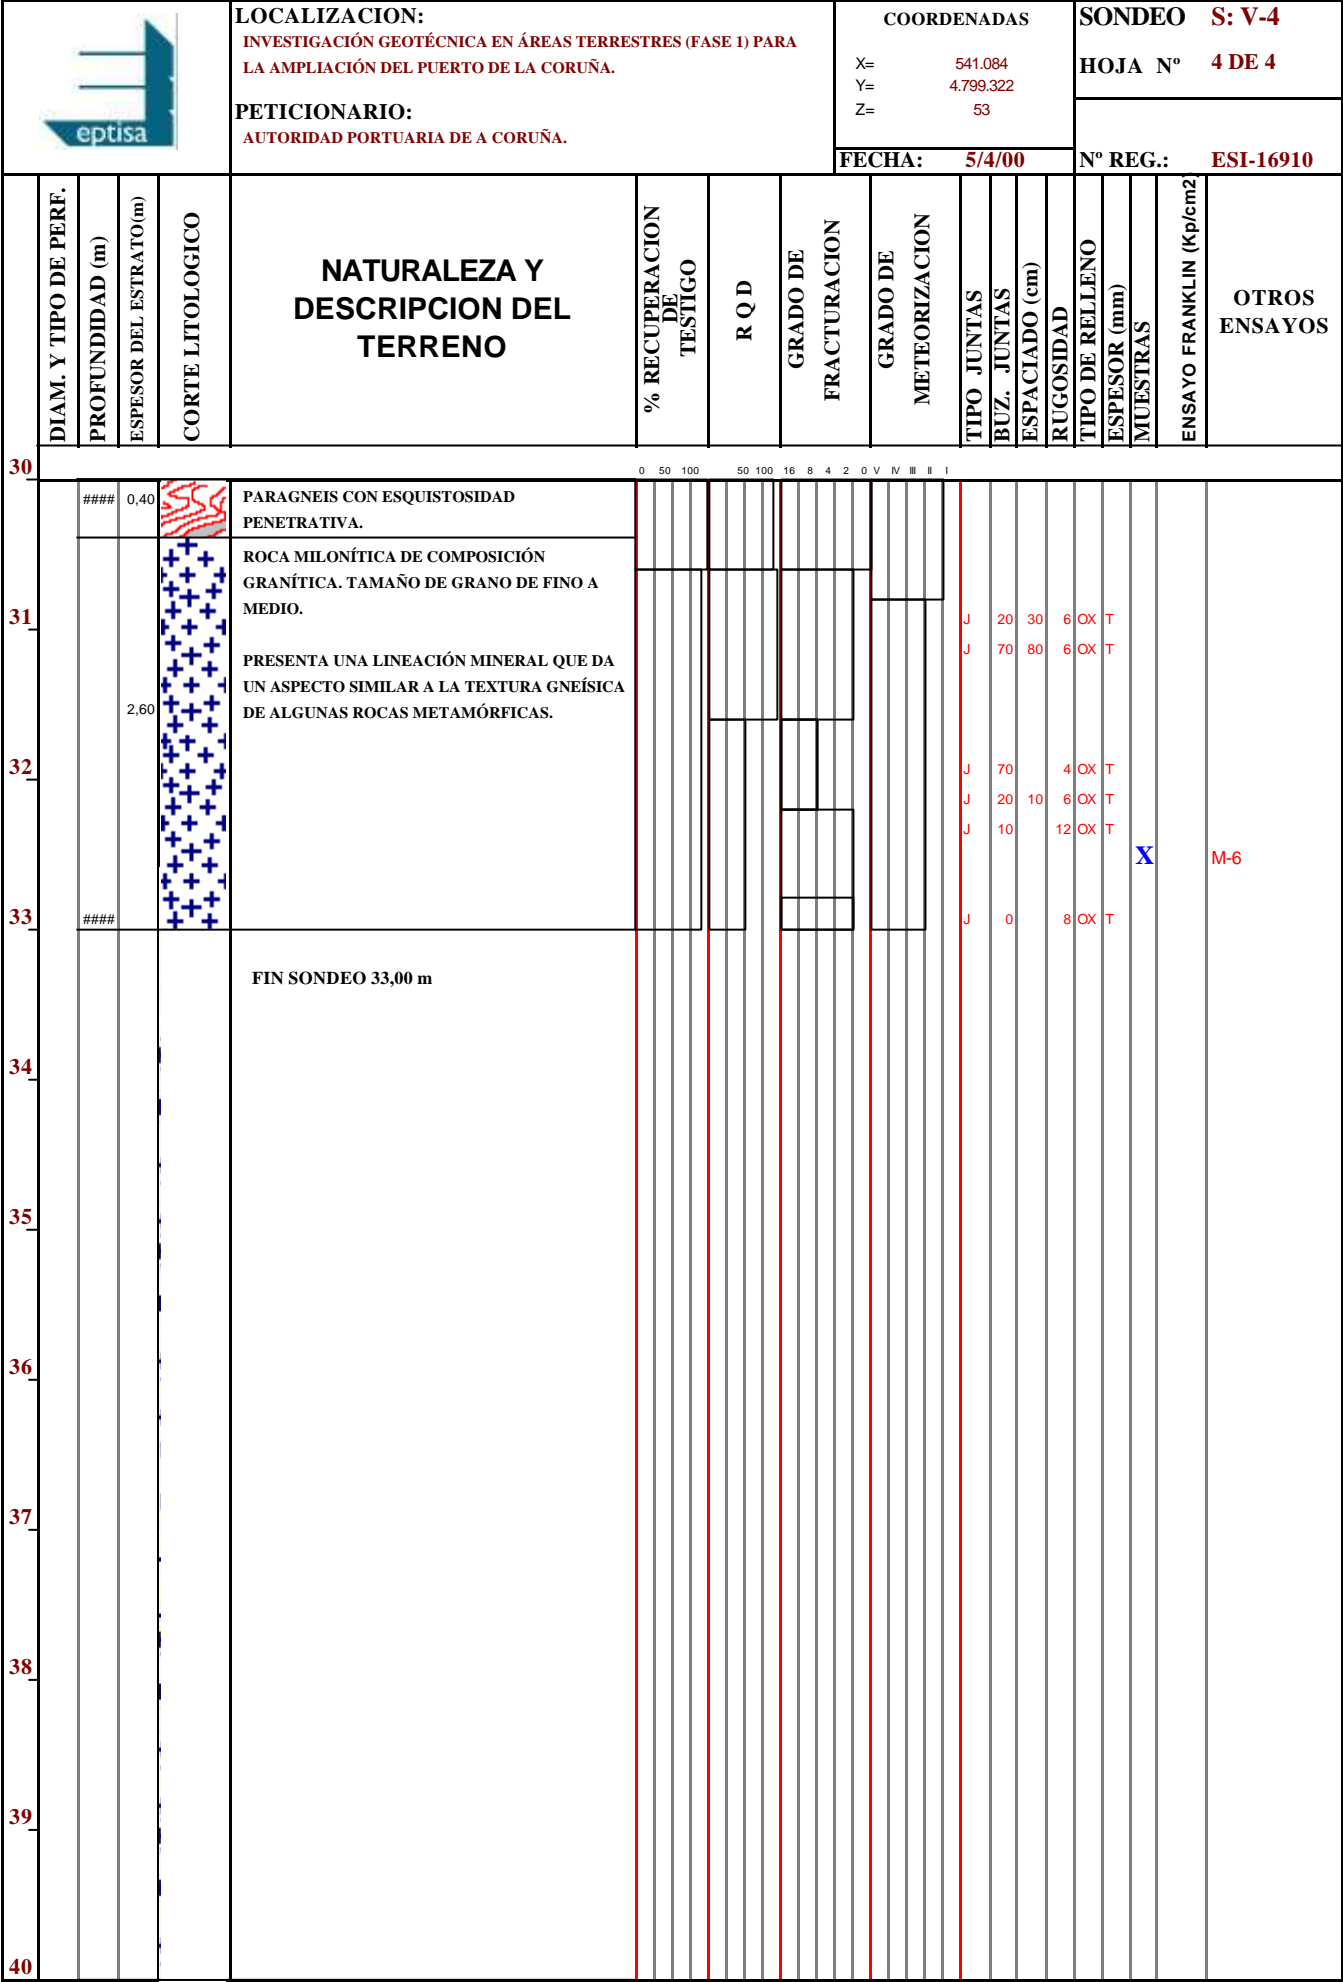 eptisa
LOCALIZACION:
INVESTIGACIÓN GEOTÉCNICA EN ÁREAS TERRESTRES (FASE 1) PARA
LA AMPLIACIÓN DEL PUERTO DE LA CORUÑA.
PETICIONARIO:
AUTORIDAD PORTUARIA DE A CORUÑA.
COORDENADAS
X= 541.084
Y= 4.799.322
Z= 53
FECHA: 5/4/00
SONDEO S: V-4
HOJA Nº 4 DE 4
Nº REG.: ESI-16910
DIAM. Y TIPO DE PERF.
PROFUNDIDAD (m)
ESPESOR DEL ESTRATO(m)
CORTE LITOLOGICO
NATURALEZA Y
DESCRIPCION DEL
TERRENO
% RECUPERACION
DE
TESTIGO
R Q D
GRADO DE
FRACTURACION
GRADO DE
METEORIZACION
TIPO JUNTAS
BUZ. JUNTAS
ESPACIADO (cm)
RUGOSIDAD
TIPO DE RELLENO
ESPESOR (mm)
MUESTRAS
ENSAYO FRANKLIN (Kp/cm2)
OTROS
ENSAYOS
30
0 50 100 50 100 16 8 4 2 0 V IV III II I
#### 0,40 PARAGNEIS CON ESQUISTOSIDAD
PENETRATIVA.
ROCA MILONÍTICA DE COMPOSICIÓN
GRANÍTICA. TAMAÑO DE GRANO DE FINO A
MEDIO.
31
J 20 30 6 OX T
J 70 80 6 OX T
PRESENTA UNA LINEACIÓN MINERAL QUE DA
UN ASPECTO SIMILAR A LA TEXTURA GNEÍSICA
2,60 DE ALGUNAS ROCAS METAMÓRFICAS.
32
J 70 4 OX T
J 20 10 6 OX T
J 10 12 OX T
X M-6
33
#### J 0 8 OX T
FIN SONDEO 33,00 m
34
35
36
37
38
39
40